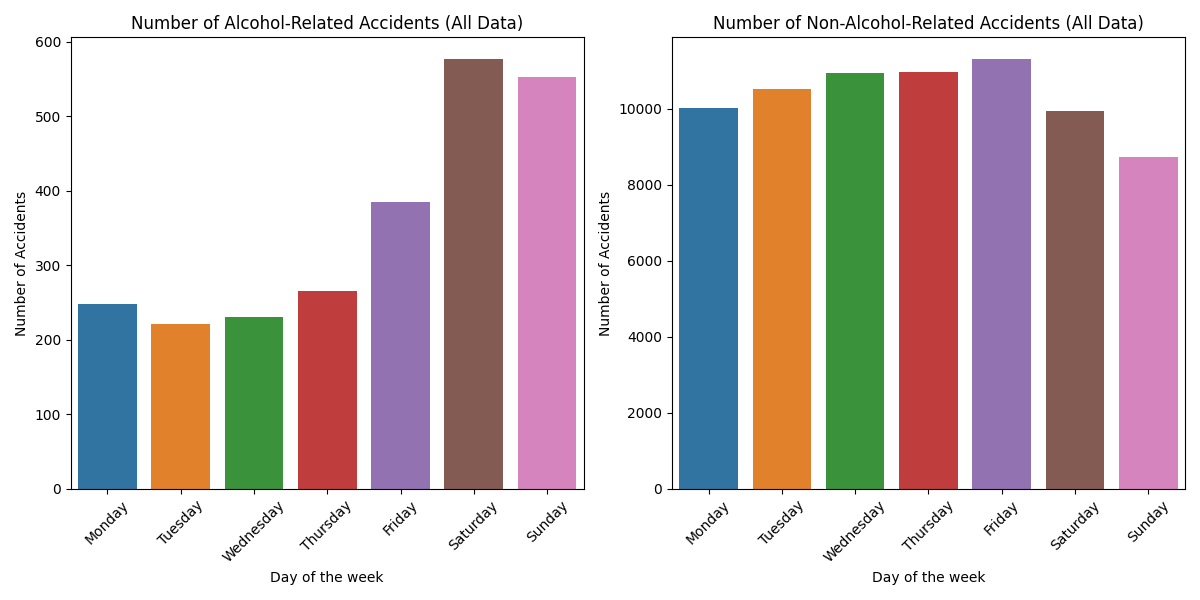 Number of Alcohol-Related Accidents (All Data)
Number of Accidents
600
500
400
300
200
100
0
Monday
Tuesday
Wednesday
Thursday
Friday
Saturday
Sunday
Day of the week
Number of Non-Alcohol-Related Accidents (All Data)
Number of Accidents
10000
8000
6000
4000
2000
0
Monday
Tuesday
Wednesday
Thursday
Friday
Saturday
Sunday
Day of the week